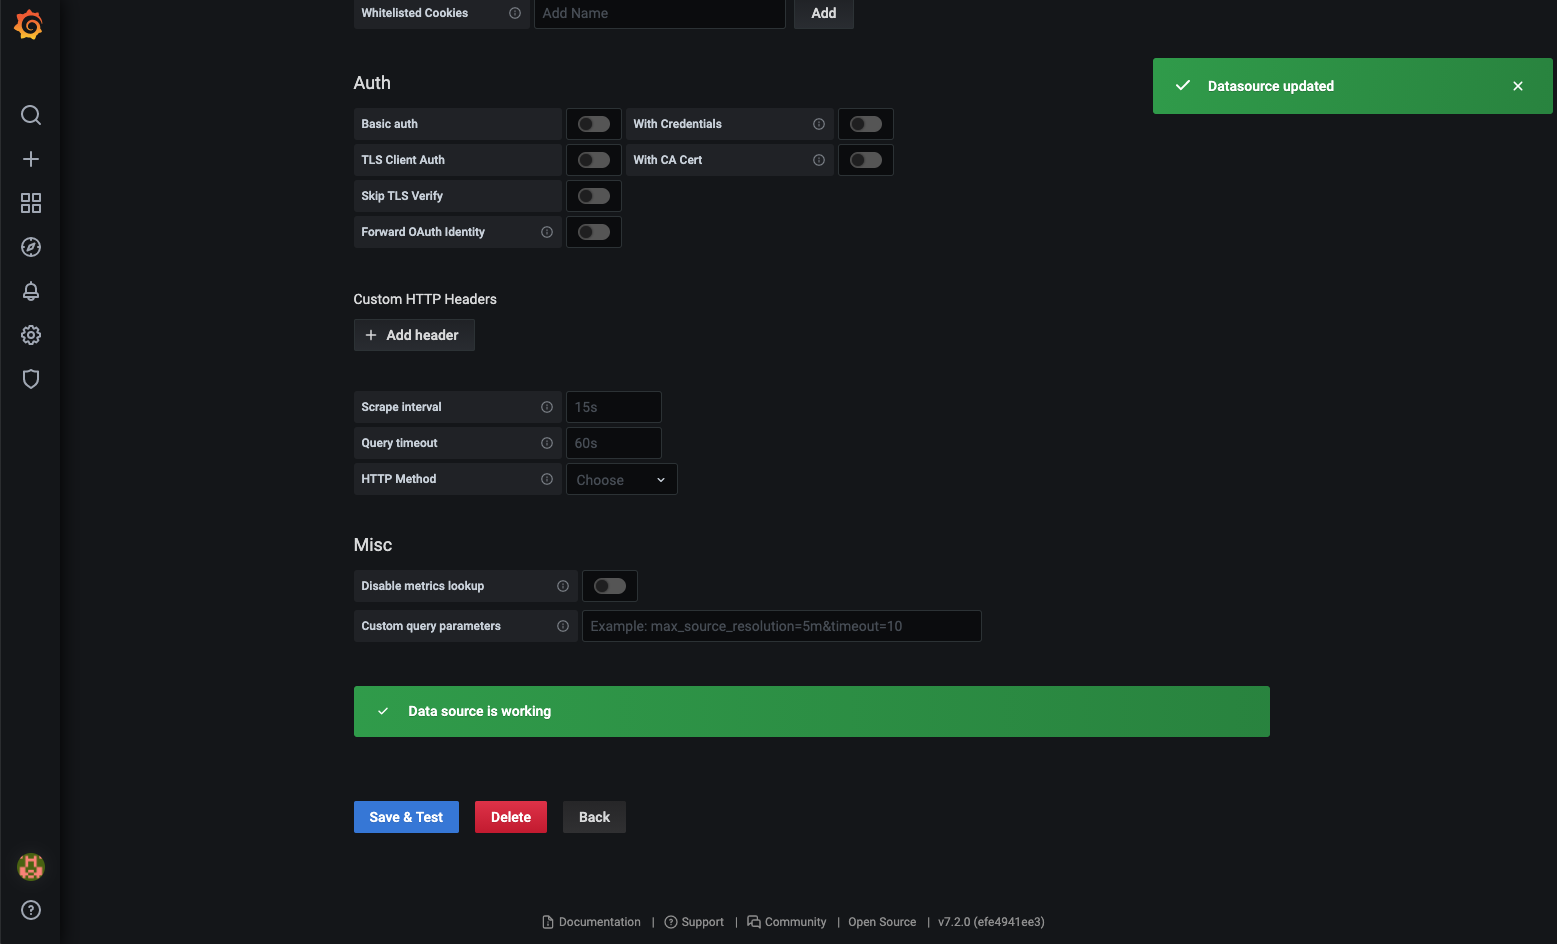 Whitelisted Cookies Add Name Add
Datasource updated
Auth
Basic auth With Credentials
TLS Client Auth With CA Cert
Skip TLS Verify
Forward OAuth Identity
Custom HTTP Headers
+ Add header
Scrape interval 15s
Query timeout 60s
HTTP Method Choose
Misc
Disable metrics lookup
Custom query parameters Example: max_source_resolution=5m&timeout=10
Data source is working
Save & Test Delete Back
Documentation | Support | Community | Open Source | v7.2.0 (efe4941ee3)